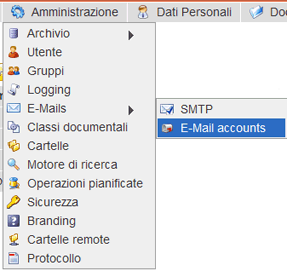 Amministrazione Dati Personali Do
Archivio
Utente
Gruppi
Logging
E-Mails SMTP
Classi documentali E-Mail accounts
Cartelle
Motore di ricerca
Operazioni pianificate
Sicurezza
Branding
Cartelle remote
Protocollo